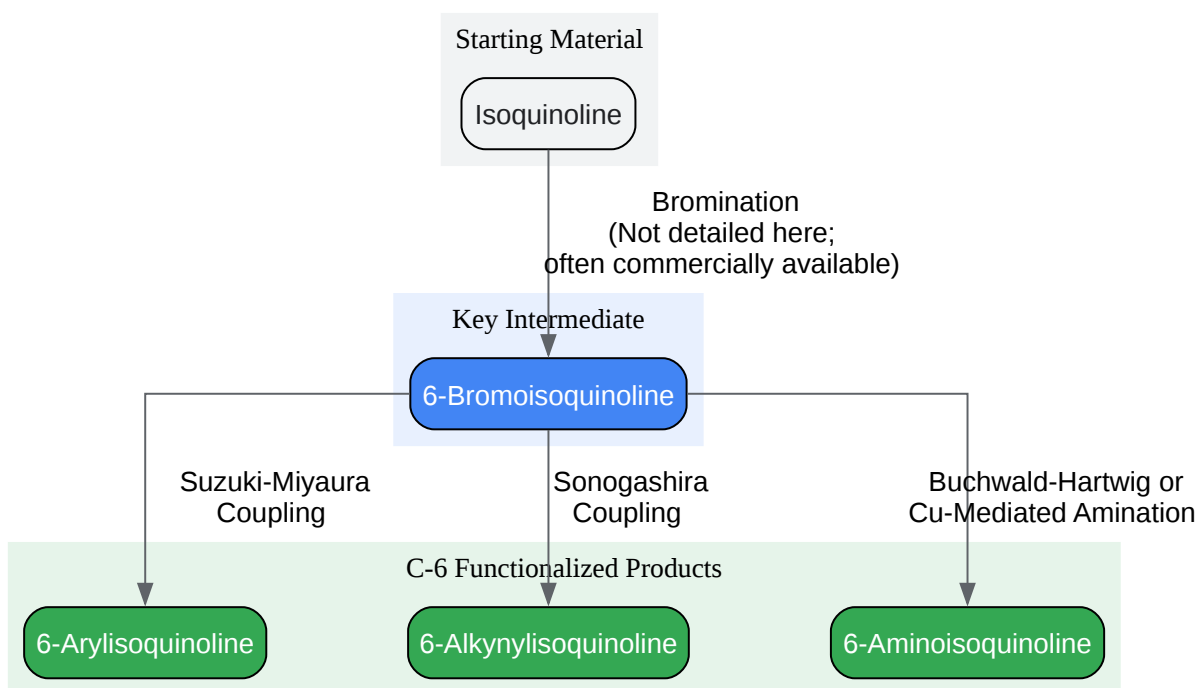 Starting Material
Isoquinoline
Bromination
(Not detailed here;
often commercially available)
Key Intermediate
6-Bromoisoquinoline
Suzuki-Miyaura
Coupling
Sonogashira
Coupling
Buchwald-Hartwig or
Cu-Mediated Amination
C-6 Functionalized Products
6-Arylisoquinoline
6-Alkynylisoquinoline
6-Aminoisoquinoline